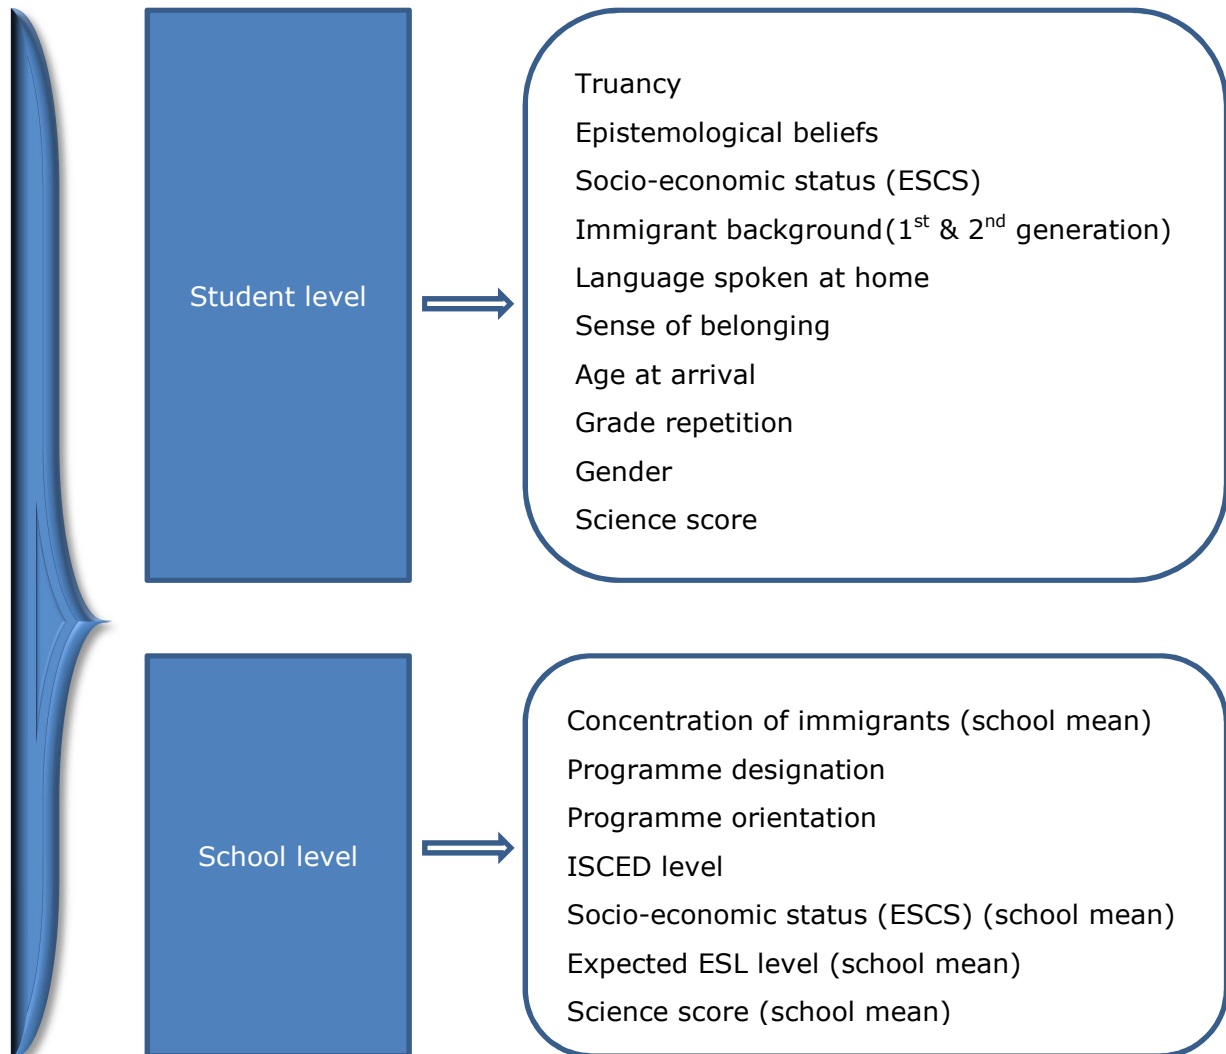 Student level
Truancy
Epistemological beliefs
Socio-economic status (ESCS)
Immigrant background(1st & 2nd generation)
Language spoken at home
Sense of belonging
Age at arrival
Grade repetition
Gender
Science score
School level
Concentration of immigrants (school mean)
Programme designation
Programme orientation
ISCED level
Socio-economic status (ESCS) (school mean)
Expected ESL level (school mean)
Science score (school mean)